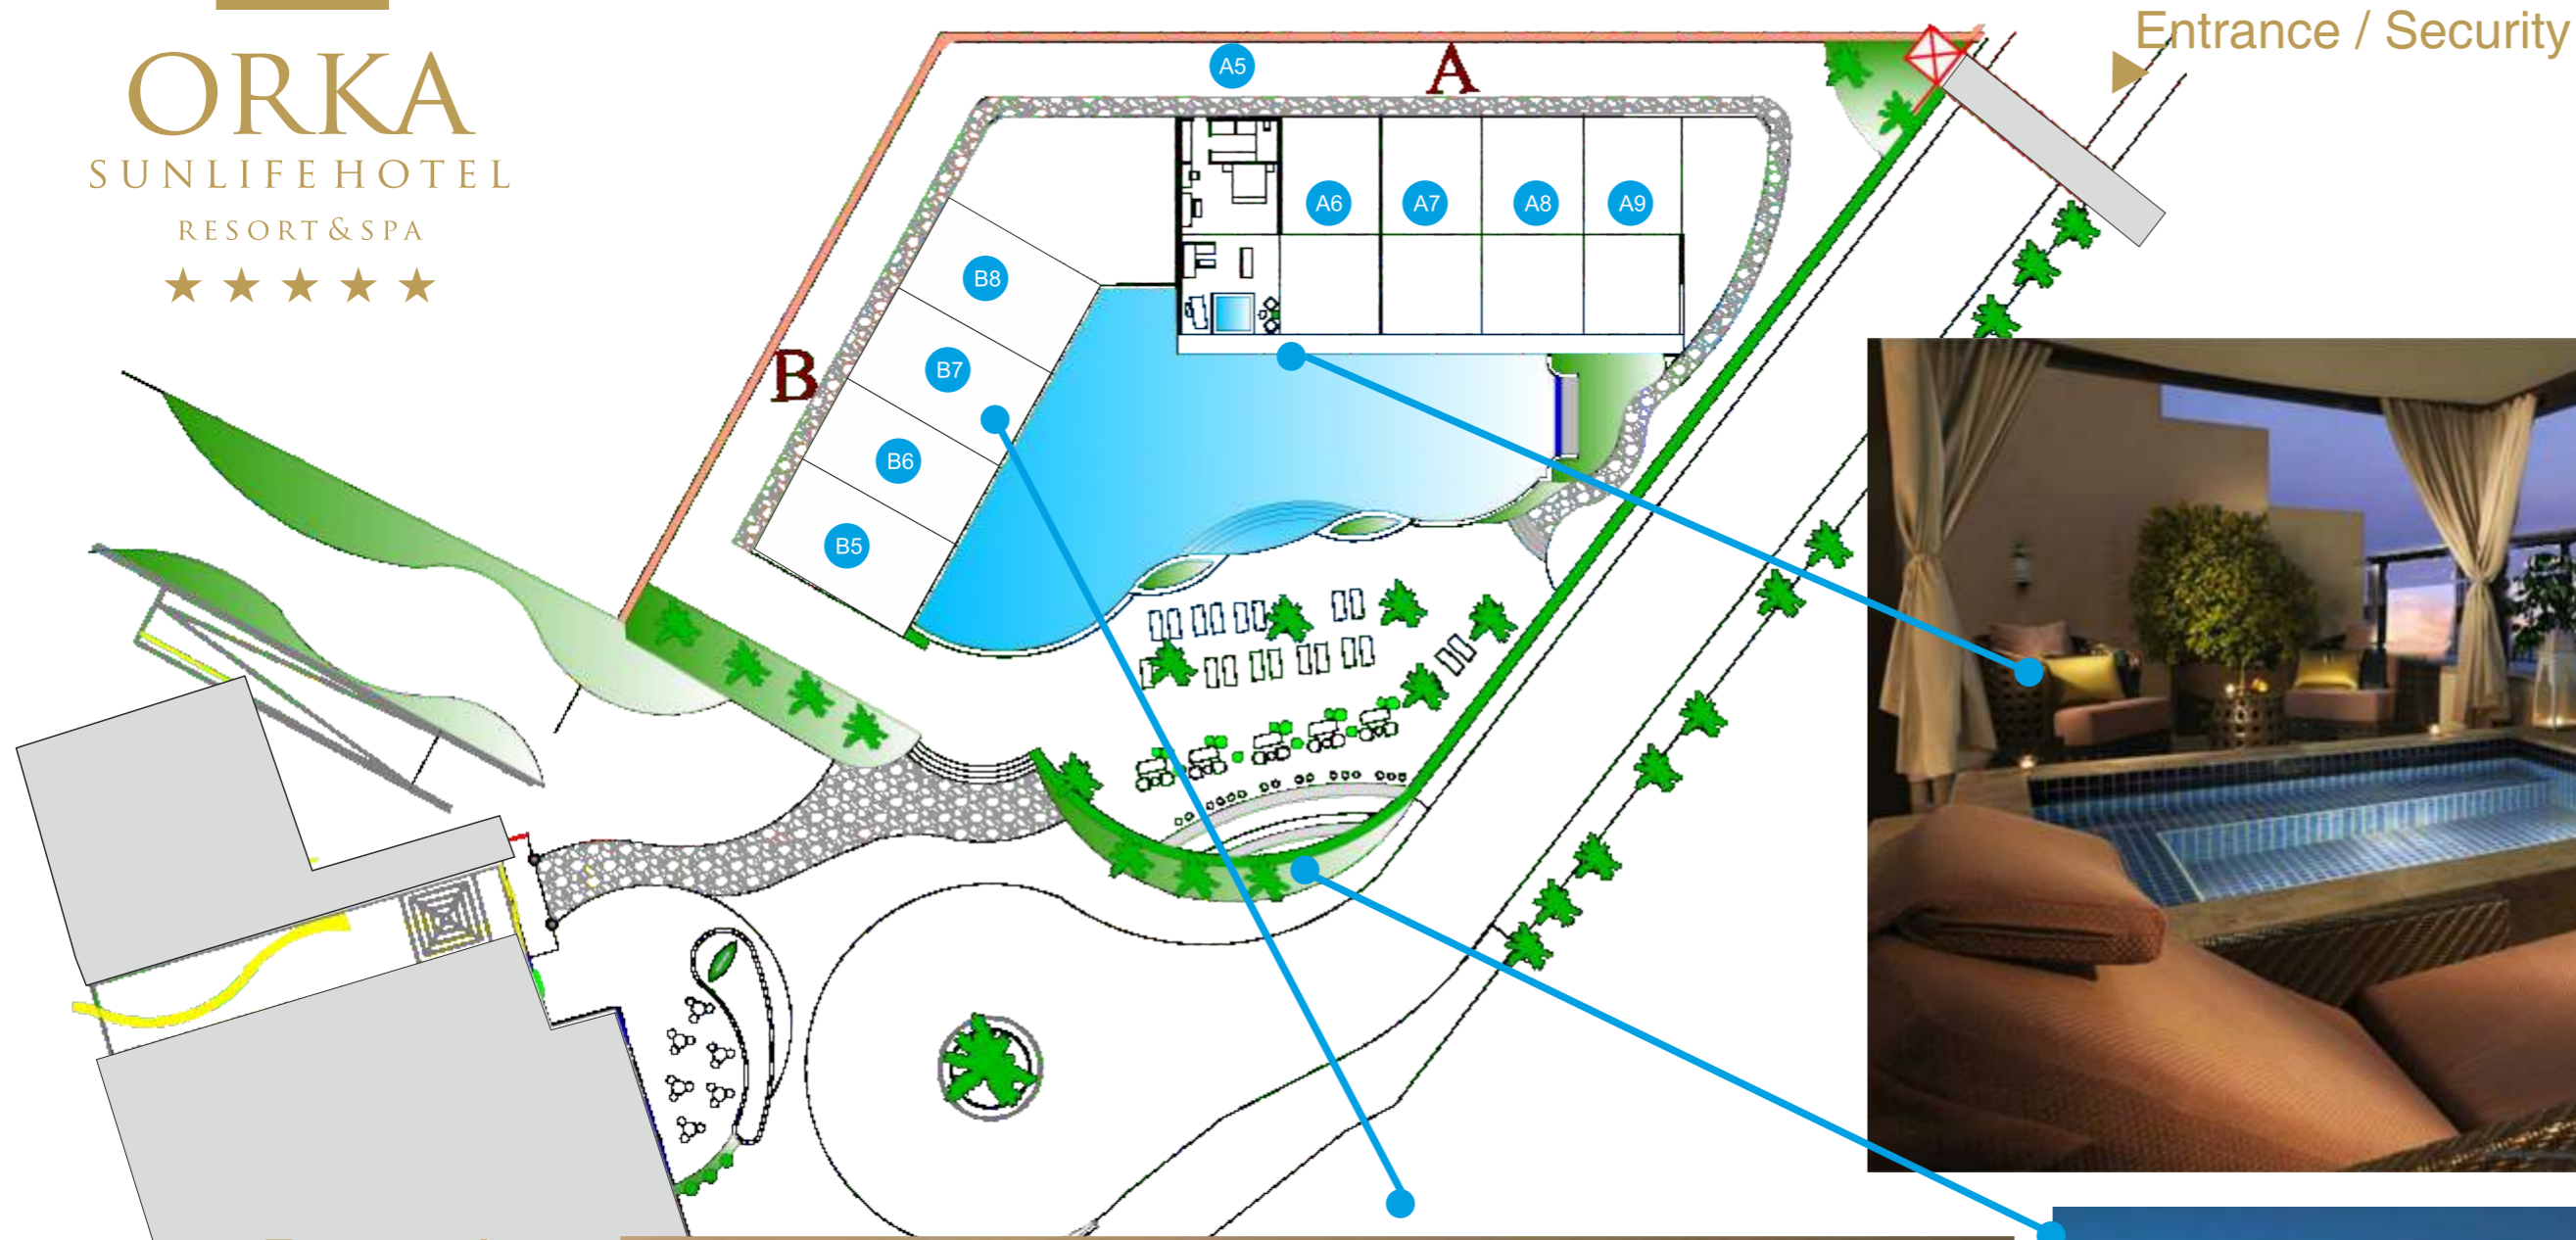 ORKA
SUNLIFE HOTEL
RESORT & SPA
Entrance / Security
A5
A
A6
A7
A8
A9
B8
B
B7
B6
B5